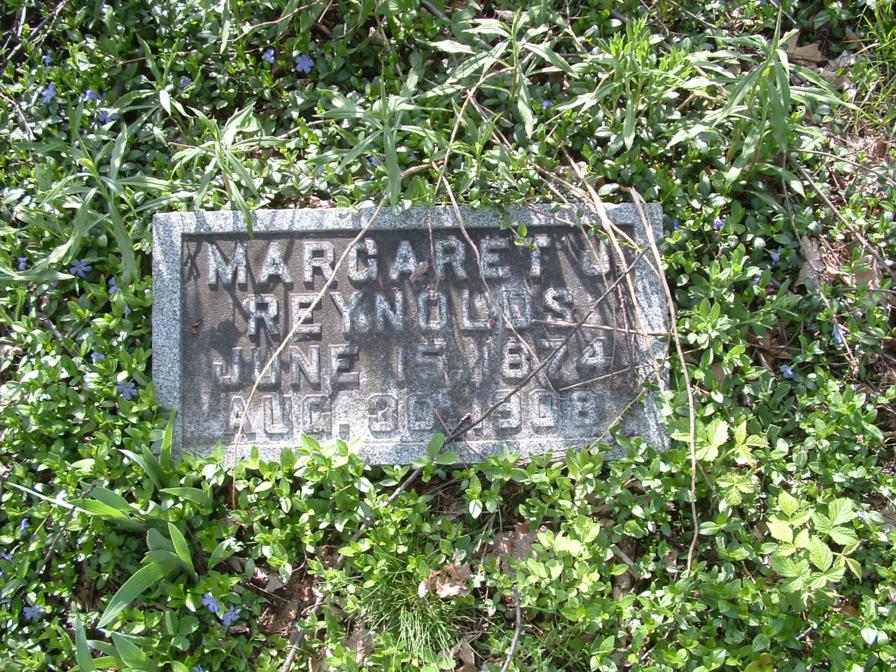 MARGARET J
REYNOLDS
JUNE 15, 1874
AUG. 30, 1908